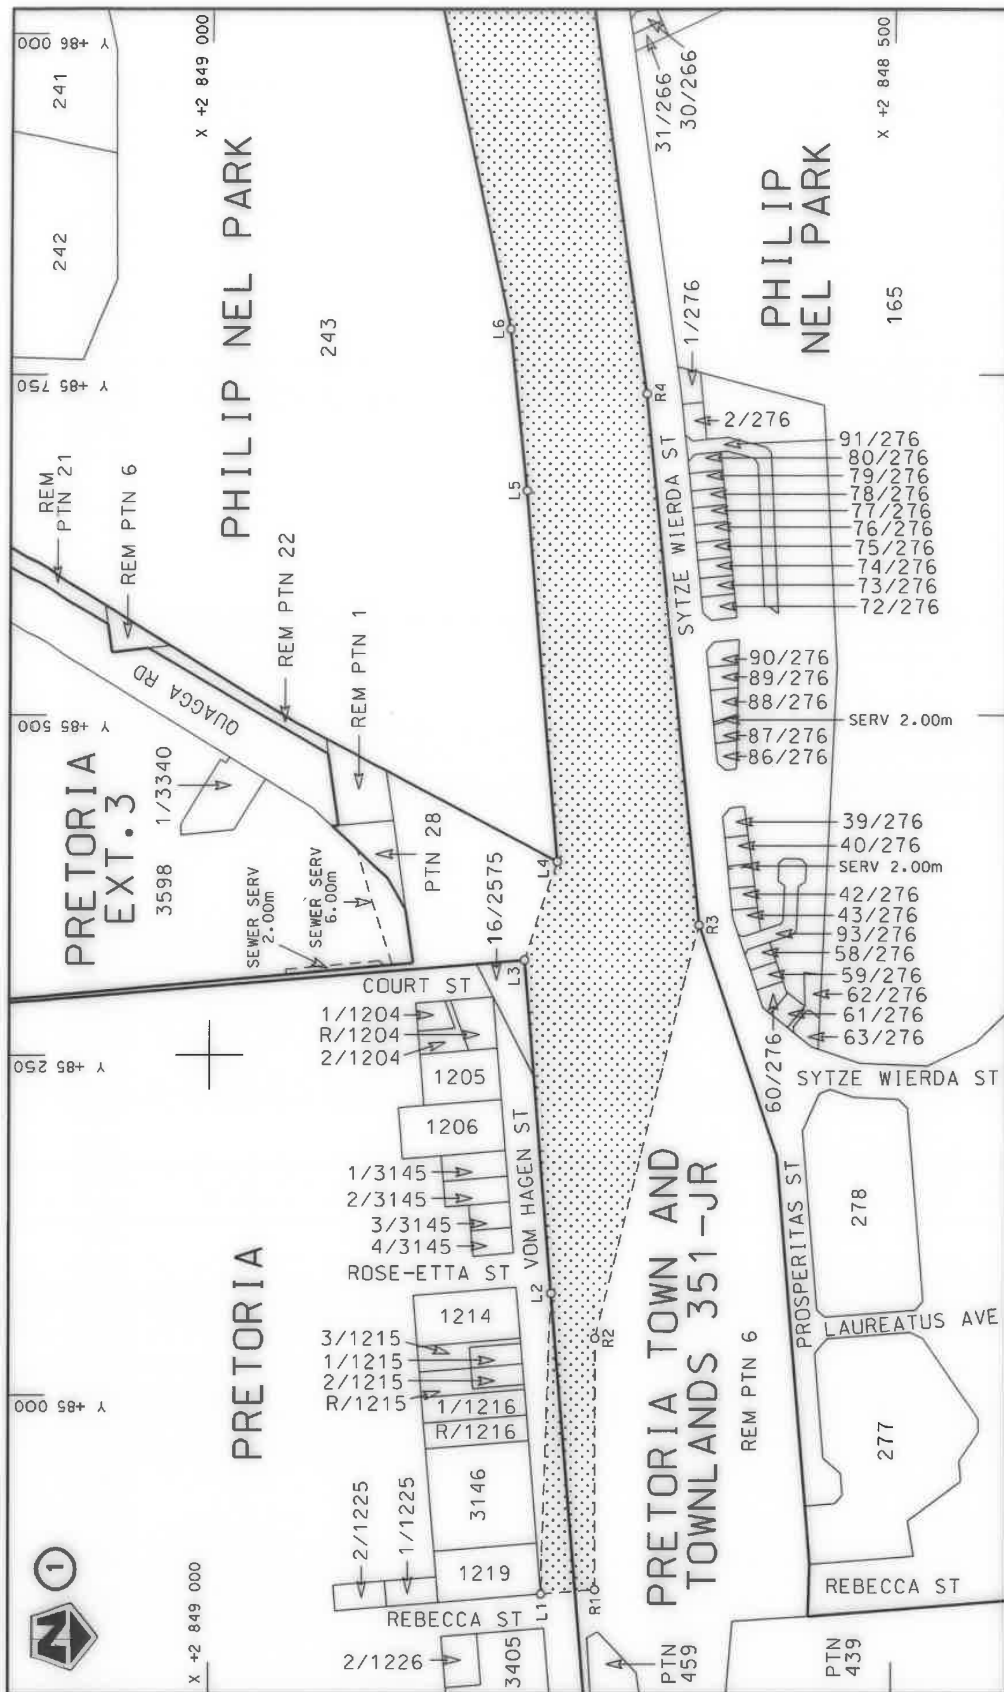 Y +86 000
241
242
X +2 849 000
30/266
31/266
X +2 848 500
PHILIP NEL PARK
243
L6
PHILIP
NEL PARK
165
1/276
Y +85 750
R4
2/276
REM
PTN 21
REM PTN 6
L5
SYTZE WIERDA ST
91/276
80/276
79/276
78/276
77/276
76/276
75/276
74/276
73/276
72/276
REM PTN 22
REM PTN 1
QUAGGA RD
90/276
89/276
88/276
SERV 2.00m
87/276
86/276
Y +85 500
PRETORIA
EXT.3
1/3340
3598
PTN 28
SEWER SERV
2.00m
SEWER SERV
6.00m
L4
39/276
40/276
SERV 2.00m
42/276
43/276
93/276
58/276
59/276
62/276
61/276
63/276
60/276
R3
16/2575
L3
COURT ST
1/1204
R/1204
2/1204
1205
Y +85 250
SYTZE WIERDA ST
1206
1/3145
2/3145
3/3145
4/3145
VOM HAGEN ST
ROSE-ETTA ST
278
PROSPERITAS ST
L2
R2
LAUREATUS AVE
1214
3/1215
1/1215
2/1215
R/1215
1/1216
R/1216
PRETORIA
Y +85 000
PRETORIA TOWN AND
TOWNLANDS 351-JR
REM PTN 6
277
3146
2/1225
1/1225
1219
1
N
X +2 849 000
REBECCA ST
L1
R1
REBECCA ST
2/1226
3405
PTN
459
PTN
439